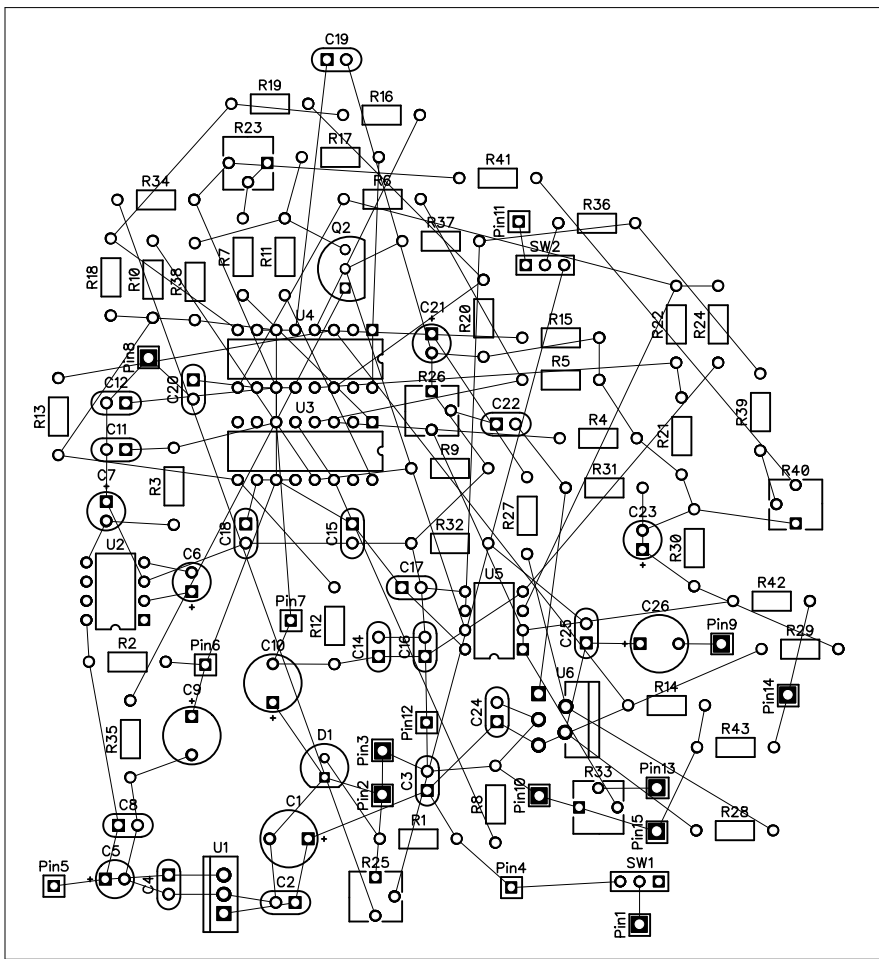 C19
R19
R16
R23
R17
R41
R34
R6
Pin11
R36
Q2
R37
SW2
R7
R11
R18
R10
R38
U4
C21
+
R20
R15
R22
R24
Pin8
C20
R26
R5
C12
R13
U3
C22
R4
R21
R39
C11
C7
+
R3
R9
R31
R40
C18
C15
R32
R27
C23
+
R30
U2
C6
+
C17
U5
Pin7
R12
C14
C16
C25
C26
+
Pin9
R42
R29
R2
Pin6
C10
+
U6
C9
+
C24
R14
Pin14
R35
Pin12
D1
Pin3
Pin2
C3
R43
R8
Pin10
R33
Pin13
Pin15
R28
C8
C1
+
R1
U1
C5
+
Pin5
C4
C2
R25
Pin4
SW1
Pin1